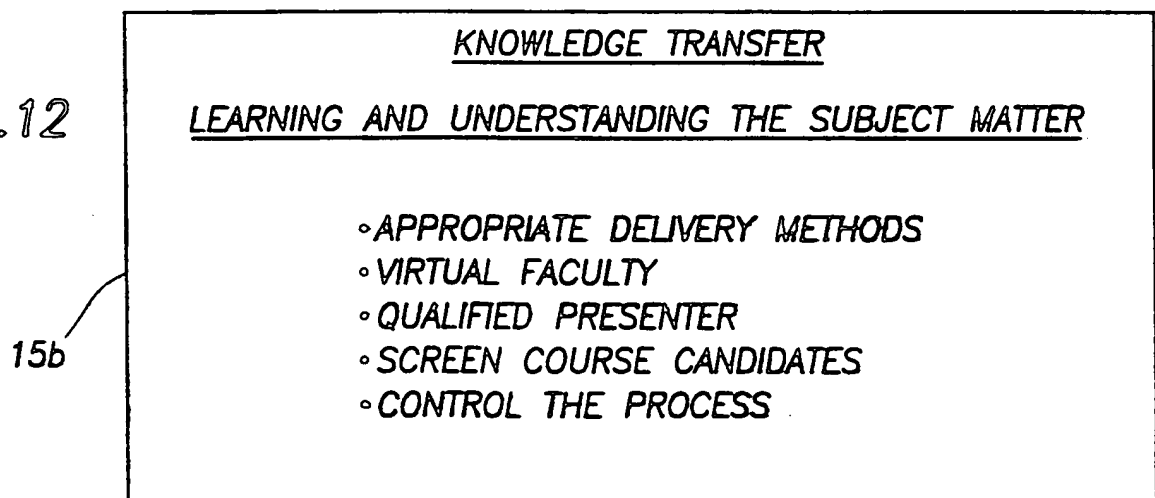 KNOWLEDGE TRANSFER
.12
LEARNING AND UNDERSTANDING THE SUBJECT MATTER
◦APPROPRIATE DELIVERY METHODS
◦VIRTUAL FACULTY
◦QUALIFIED PRESENTER
◦SCREEN COURSE CANDIDATES
◦CONTROL THE PROCESS
15b